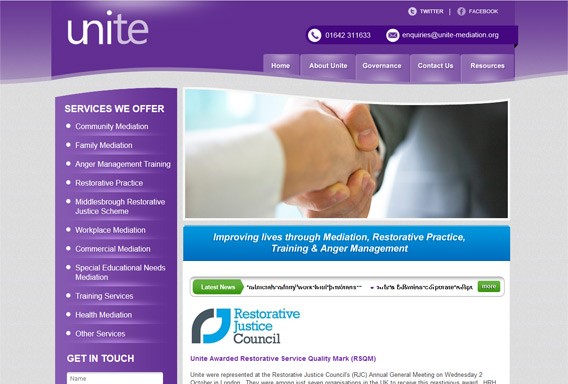 unite
TWITTER | FACEBOOK
01642 311633 enquiries@unite-mediation.org
Home About Unite Governance Contact Us Resources
SERVICES WE OFFER
Community Mediation
Family Mediation
Anger Management Training
Restorative Practice
Middlesbrough Restorative
Justice Scheme
Workplace Mediation
Commercial Mediation
Special Educational Needs
Mediation
Training Services
Health Mediation
Other Services
GET IN TOUCH
Name
Improving lives through Mediation, Restorative Practice,
Training & Anger Management
Latest News
more
Restorative
Justice
Council
Unite Awarded Restorative Service Quality Mark (RSQM)
Unite were represented at the Restorative Justice Council's (RJC) Annual General Meeting on Wednesday 2
October in London. They were among just seven organisations in the UK to receive this prestigious award. HRH